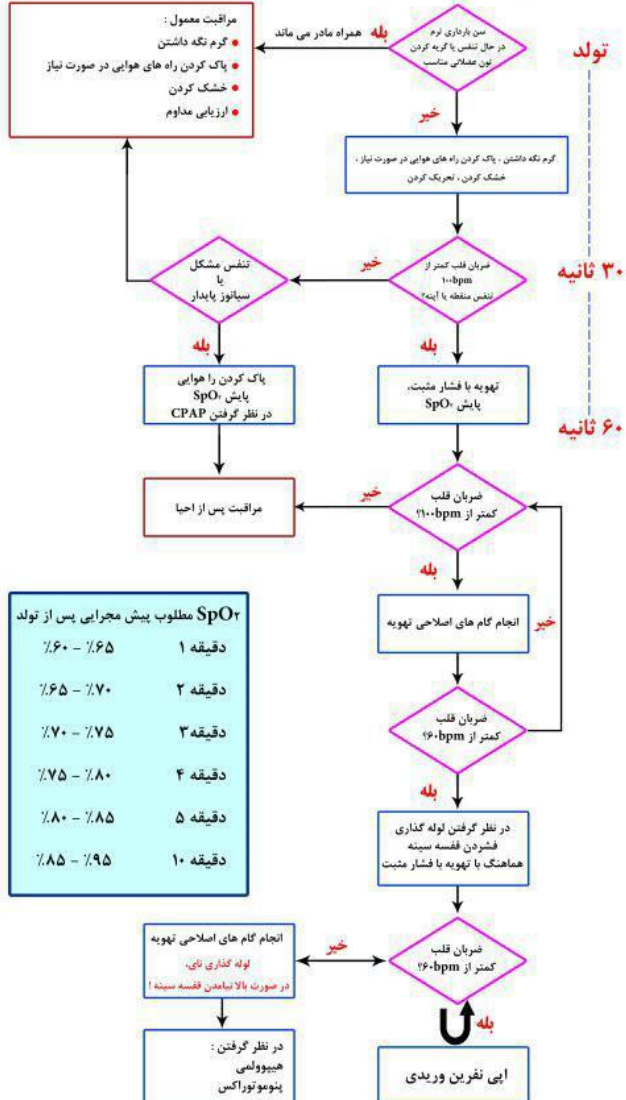 سن بارداری ترم
در حال تنفس یا گریه کردن
تون عضلانی مناسب
بله
همراه مادر می ماند
مراقبت معمول :
گرم نگه داشتن
پاک کردن راه های هوایی در صورت نیاز
خشک کردن
ارزیابی مداوم
تولد
خیر
گرم نگه داشتن ، پاک کردن راه های هوایی در صورت نیاز ،
خشک کردن ، تحریک کردن
۳۰ ثانیه
ضربان قلب کمتر از
۱۰۰bpm
تنفس منقطه یا آپنه؟
خیر
تنفس مشکل
یا
سیانوز پایدار
بله
بله
تهویه با فشار مثبت,
پایش SpO۲
پاک کردن را هوایی
پایش SpO۲
در نظر گرفتن CPAP
۶۰ ثانیه
ضربان قلب
کمتر از ۱۰۰bpm؟
خیر
مراقبت پس از احیا
بله
انجام گام های اصلاحی تهویه
خیر
ضربان قلب
کمتر از ۶۰bpm؟
بله
در نظر گرفتن لوله گذاری
فشردن قفسه سینه
هماهنگ با تهویه با فشار مثبت
ضربان قلب
کمتر از ۶۰bpm؟
خیر
انجام گام های اصلاحی تهویه
لوله گذاری نای,
در صورت بالا نیامدن قفسه سینه !
در نظر گرفتن :
هیپوولمی
پنوموتوراکس
بله
اپی نفرین وریدی
SpO۲ مطلوب پیش مجرایی پس از تولد
دقیقه ۱ ٪۶۰ – ٪۶۵
دقیقه ۲ ٪۶۵ – ٪۷۰
دقیقه ۳ ٪۷۰ – ٪۷۵
دقیقه ۴ ٪۷۵ – ٪۸۰
دقیقه ۵ ٪۸۰ – ٪۸۵
دقیقه ۱۰ ٪۸۵ – ٪۹۵